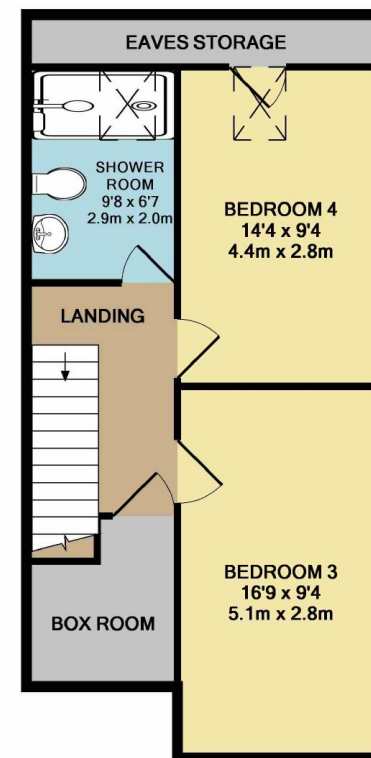 EAVES STORAGE
SHOWER
ROOM
9'8 x 6'7
2.9m x 2.0m
BEDROOM 4
14'4 x 9'4
4.4m x 2.8m
LANDING
BEDROOM 3
16'9 x 9'4
5.1m x 2.8m
BOX ROOM